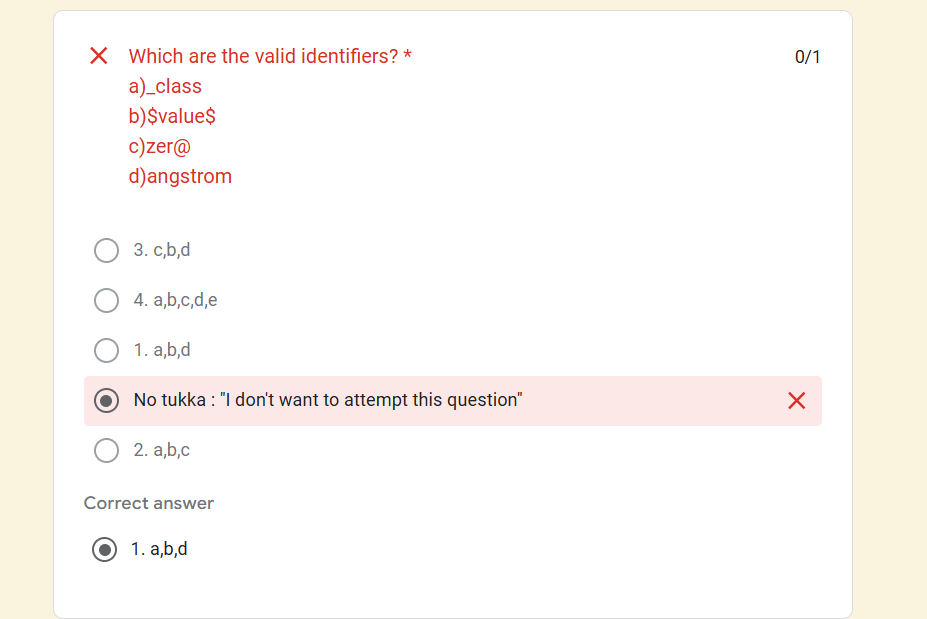 Which are the valid identifiers? *
0/1
a)_class
b)$value$
c)zer@
d)angstrom
3. c,b,d
4. a,b,c,d,e
1. a,b,d
No tukka : "I don't want to attempt this question"
2. a,b,c
Correct answer
1. a,b,d